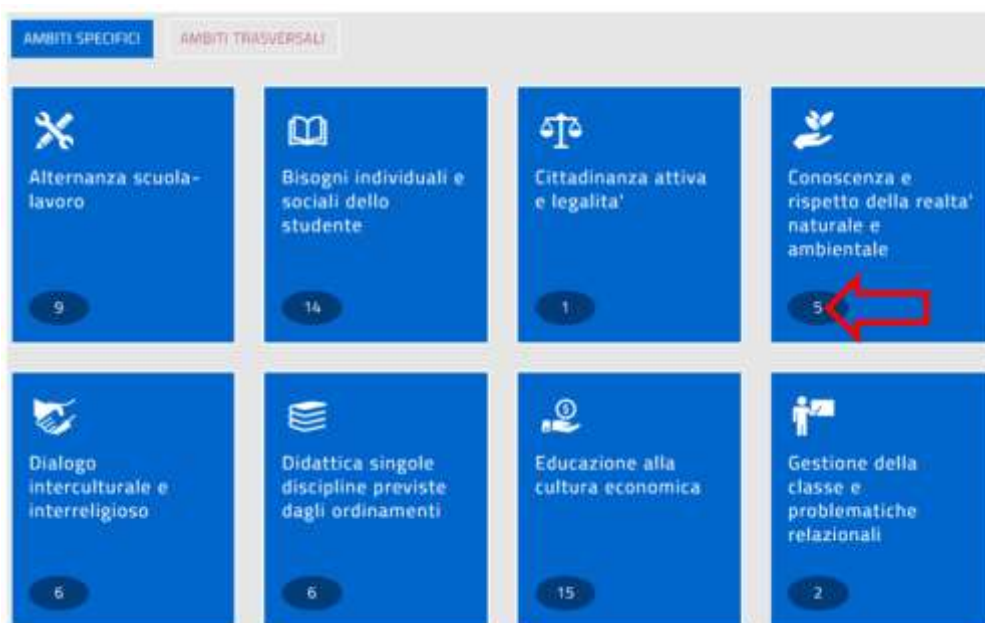 AMBITI SPECIFICI
AMBITI TRASVERSALI
Alternanza scuola-
lavoro
9
Bisogni individuali e
sociali dello
studente
14
Cittadinanza attiva
e legalita'
1
Conoscenza e
rispetto della realta'
naturale e
ambientale
5
Dialogo
interculturale e
interreligioso
6
Didattica singole
discipline previste
dagli ordinamenti
6
Educazione alla
cultura economica
15
Gestione della
classe e
problematiche
relazionali
2